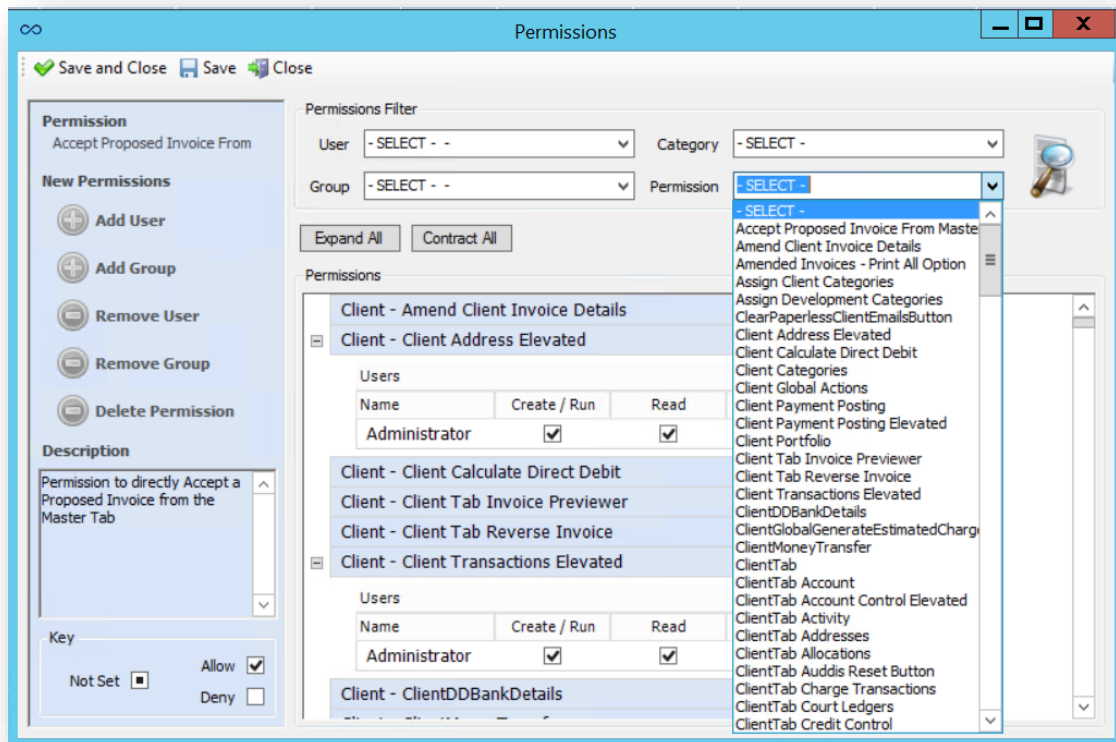 Permissions
Save and Close Save Close
Permission
Accept Proposed Invoice From
New Permissions
Add User
Add Group
Remove User
Remove Group
Delete Permission
Description
Permission to directly Accept a
Proposed Invoice from the
Master Tab
Key
Not Set
Allow
Deny
Permissions Filter
User - SELECT - - Category - SELECT -
Group - SELECT - - Permission - SELECT -
Expand All Contract All
Permissions
Client - Amend Client Invoice Details
Client - Client Address Elevated
Users
Name Create / Run Read
Administrator
Client - Client Calculate Direct Debit
Client - Client Tab Invoice Previewer
Client - Client Tab Reverse Invoice
Client - Client Transactions Elevated
Users
Name Create / Run Read
Administrator
Client - ClientDDBankDetails
- SELECT -
Accept Proposed Invoice From Maste
Amend Client Invoice Details
Amended Invoices - Print All Option
Assign Client Categories
Assign Development Categories
ClearPaperlessClientEmailsButton
Client Address Elevated
Client Calculate Direct Debit
Client Categories
Client Global Actions
Client Payment Posting
Client Payment Posting Elevated
Client Portfolio
Client Tab Invoice Previewer
Client Tab Reverse Invoice
Client Transactions Elevated
ClientDDBankDetails
ClientGlobalGenerateEstimatedCharg
ClientMoneyTransfer
ClientTab
ClientTab Account
ClientTab Account Control Elevated
ClientTab Activity
ClientTab Addresses
ClientTab Allocations
ClientTab Auddis Reset Button
ClientTab Charge Transactions
ClientTab Court Ledgers
ClientTab Credit Control